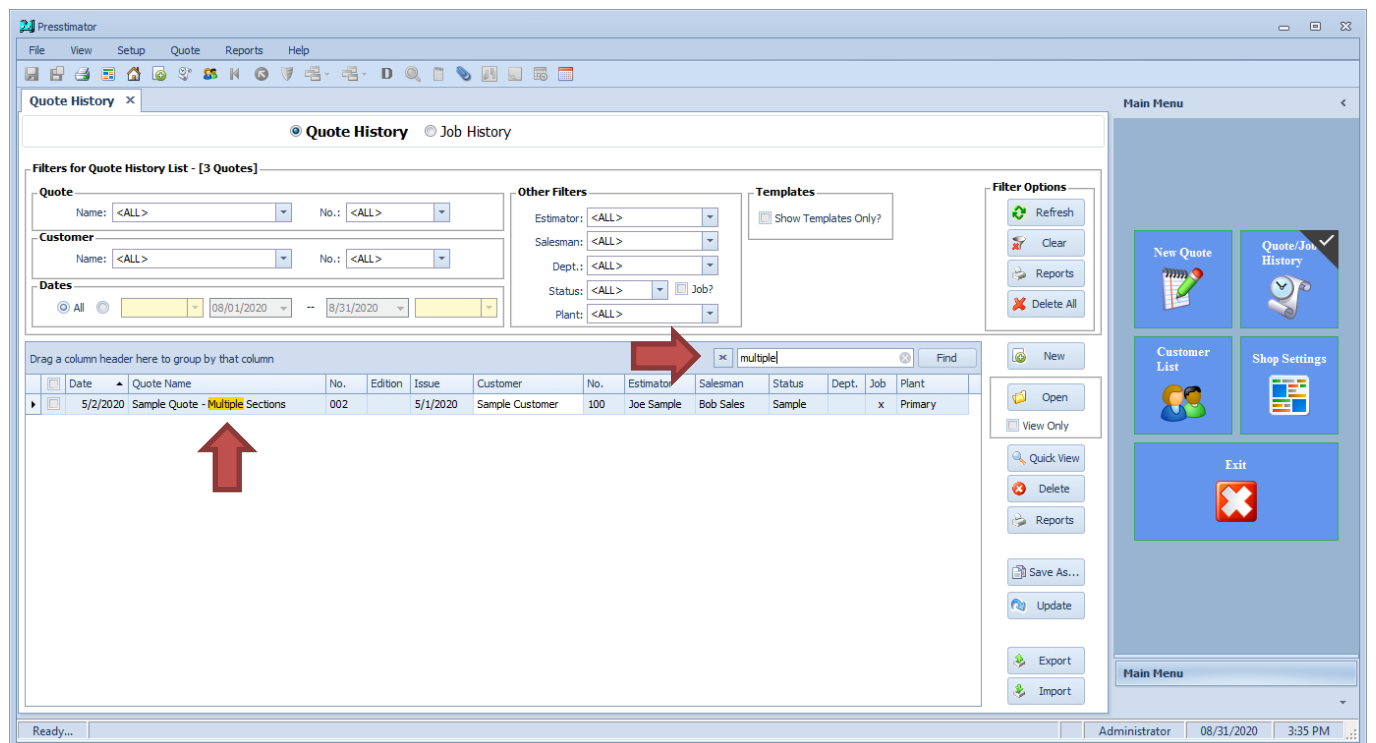 Presstimator
File View Setup Quote Reports Help
D
Quote History ×
Main Menu
Quote History Job History
Filters for Quote History List - [3 Quotes]
Quote
Name: <ALL> No.: <ALL>
Customer
Name: <ALL> No.: <ALL>
Dates
All 08/01/2020 -- 8/31/2020
Other Filters
Estimator: <ALL>
Salesman: <ALL>
Dept.: <ALL>
Status: <ALL> Job?
Plant: <ALL>
Templates
Show Templates Only?
Filter Options
Refresh
Clear
Reports
Delete All
Drag a column header here to group by that column
× multiple Find
Date Quote Name No. Edition Issue Customer No. Estimator Salesman Status Dept. Job Plant
5/2/2020 Sample Quote - Multiple Sections 002 5/1/2020 Sample Customer 100 Joe Sample Bob Sales Sample x Primary
New
Open
View Only
Quick View
Delete
Reports
Save As...
Update
Export
Import
New Quote
Quote/Job
History
Customer
List
Shop Settings
Exit
Main Menu
Ready...
Administrator 08/31/2020 3:35 PM